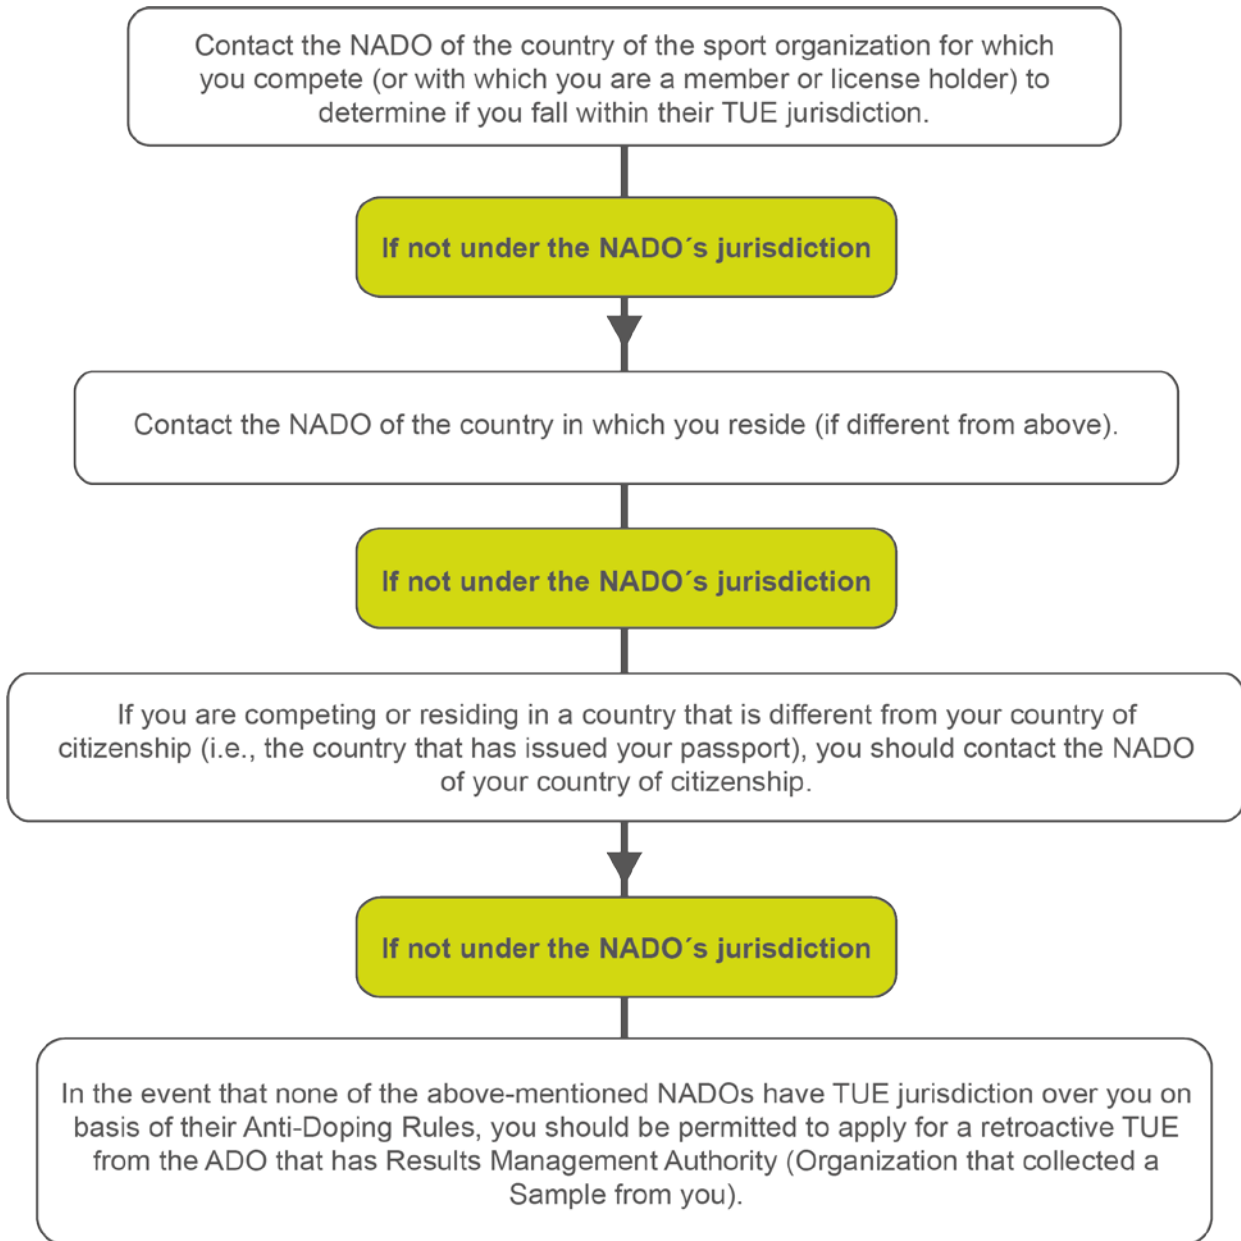 Contact the NADO of the country of the sport organization for which
you compete (or with which you are a member or license holder) to
determine if you fall within their TUE jurisdiction.
If not under the NADO´s jurisdiction
Contact the NADO of the country in which you reside (if different from above).
If not under the NADO´s jurisdiction
If you are competing or residing in a country that is different from your country of
citizenship (i.e., the country that has issued your passport), you should contact the NADO
of your country of citizenship.
If not under the NADO´s jurisdiction
In the event that none of the above-mentioned NADOs have TUE jurisdiction over you on
basis of their Anti-Doping Rules, you should be permitted to apply for a retroactive TUE
from the ADO that has Results Management Authority (Organization that collected a
Sample from you).